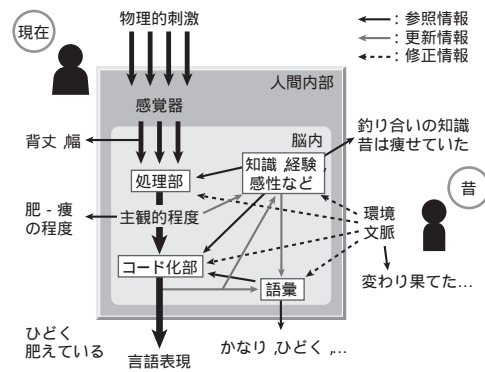 現在
物理的刺激
: 参照情報
: 更新情報
: 修正情報
人間内部
感覚器
脳内
背丈 ,幅
釣り合いの知識
昔は痩せていた
処理部
知識 ,経験 ,
感性など
昔
肥 - 痩
の程度
主観的程度
環境
文脈
コード化部
語彙
変わり果てた…
ひどく
肥えている
言語表現
かなり ,ひどく ,…